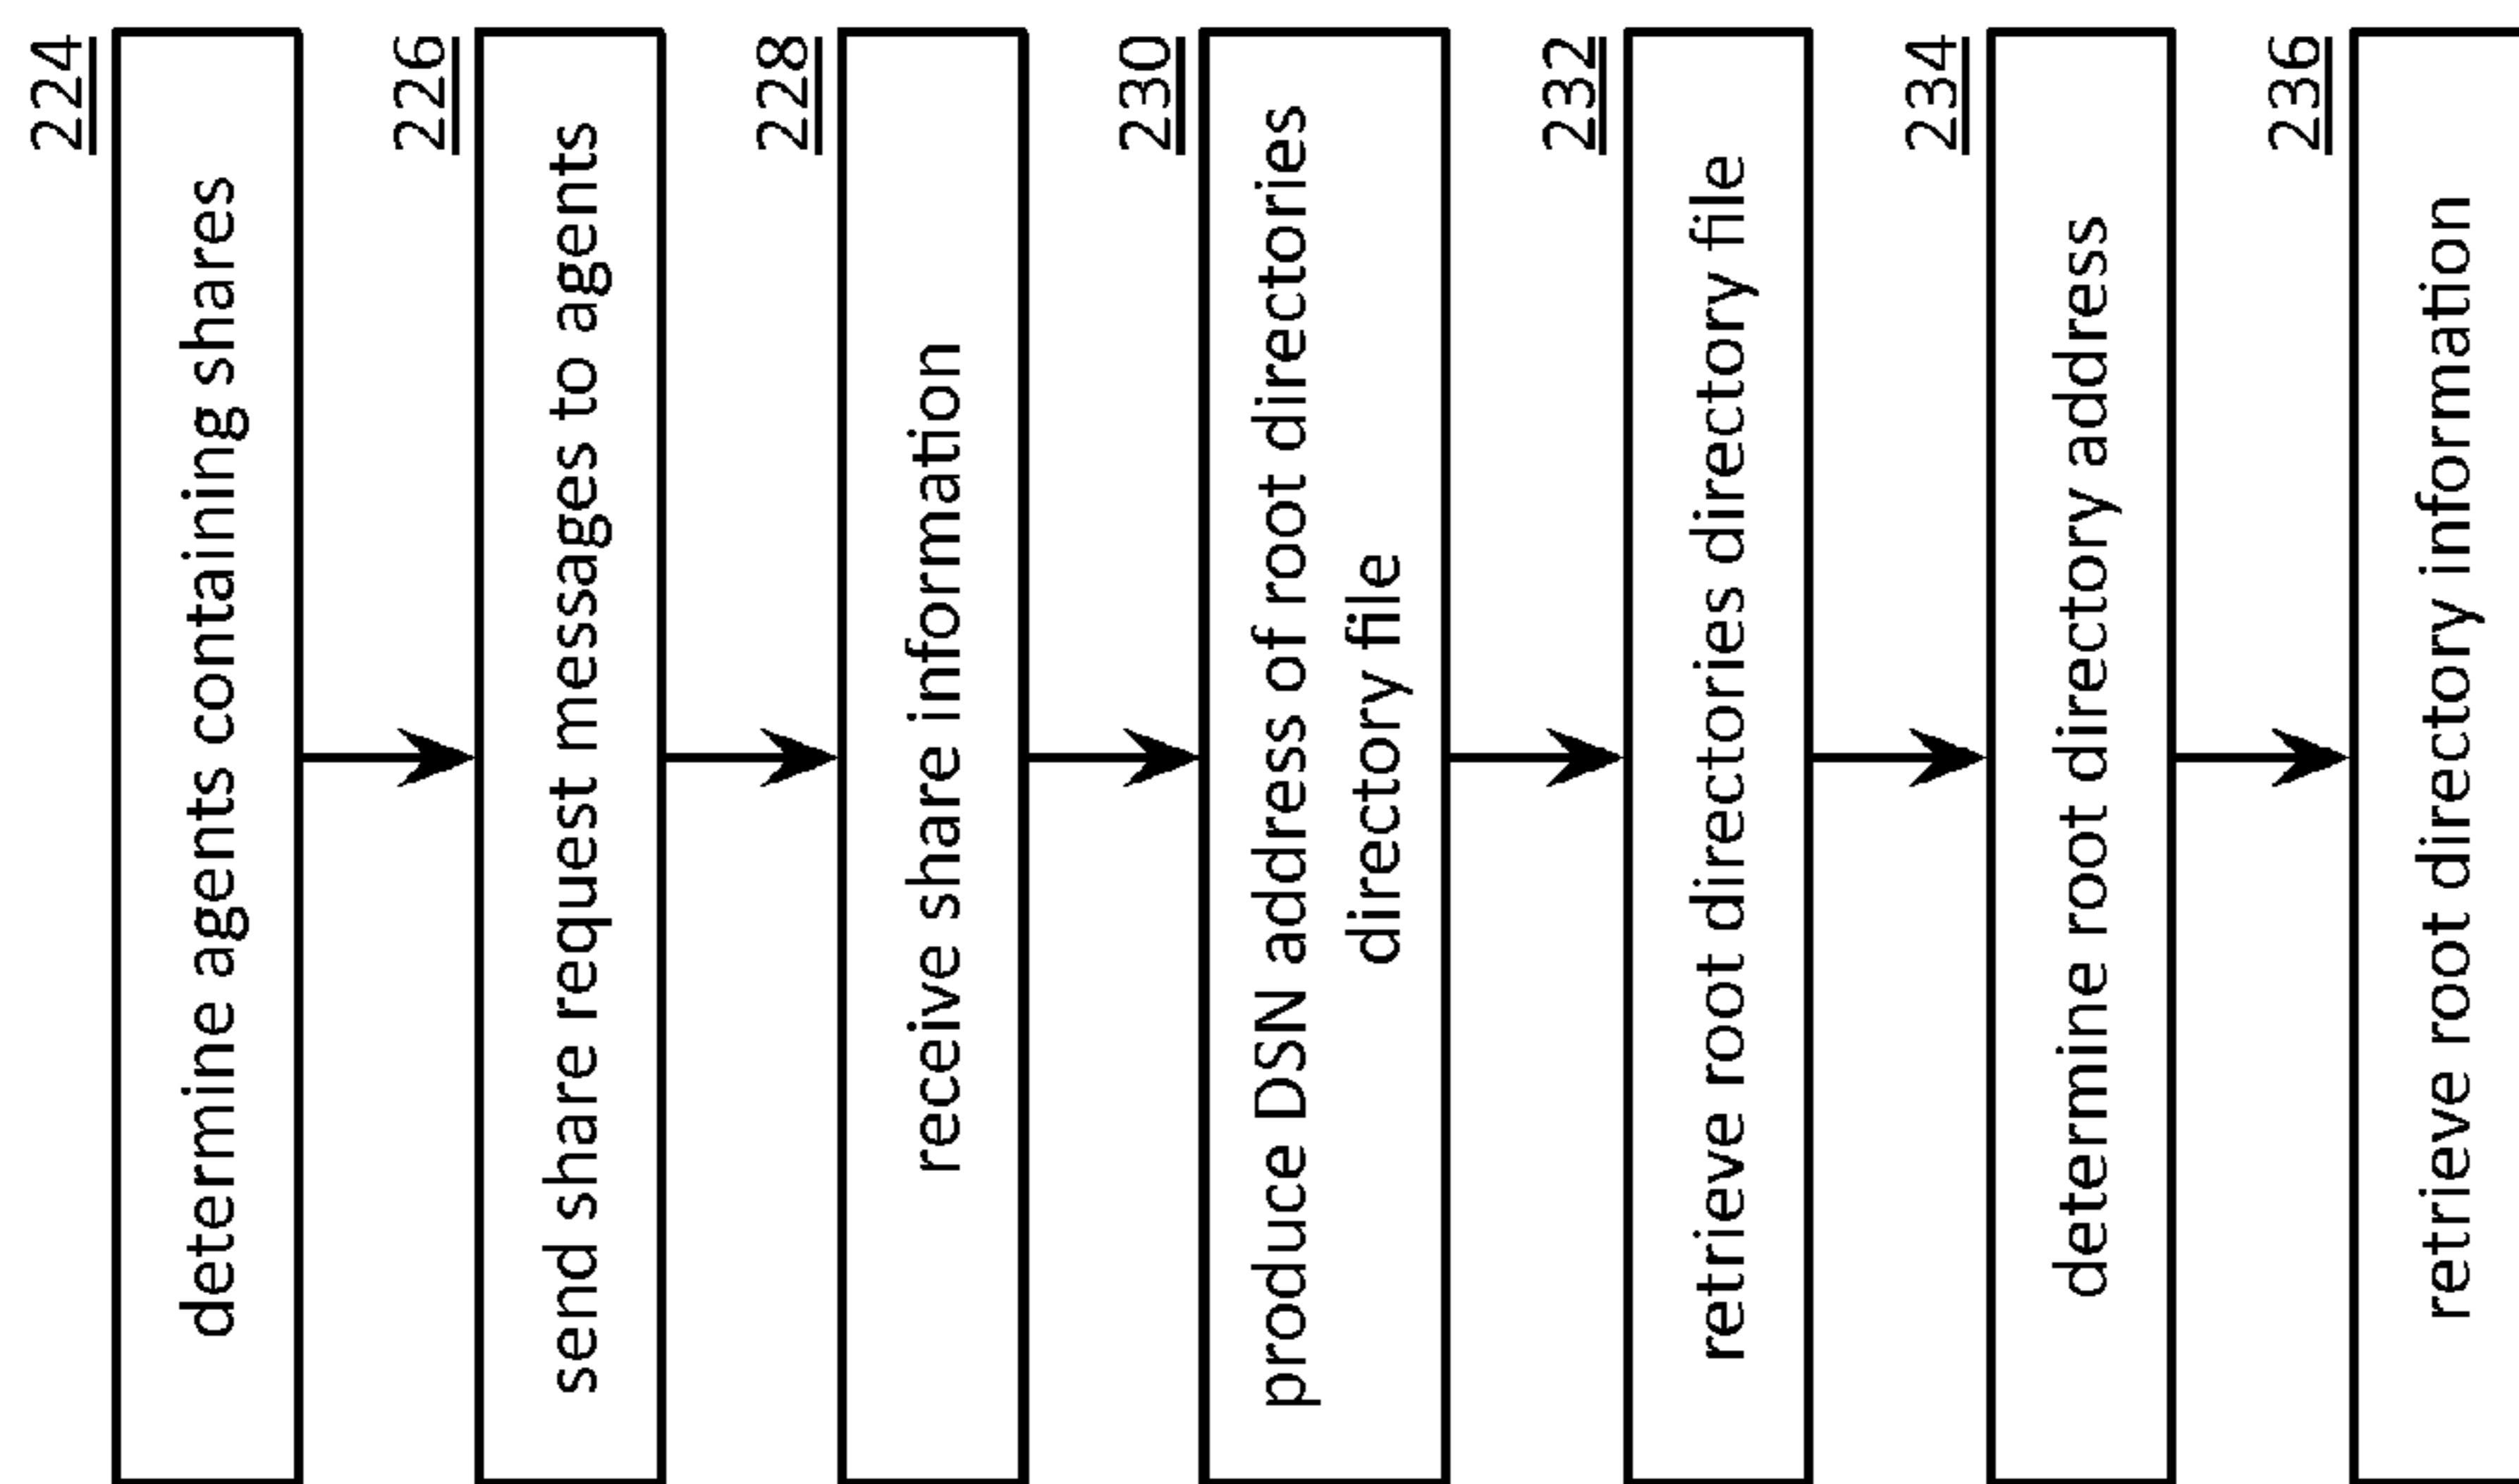 224
determine agents containing shares
226
send share request messages to agents
228
receive share information
230
produce DSN address of root directories
directory file
232
retrieve root directories directory file
234
determine root directory address
236
retrieve root directory information